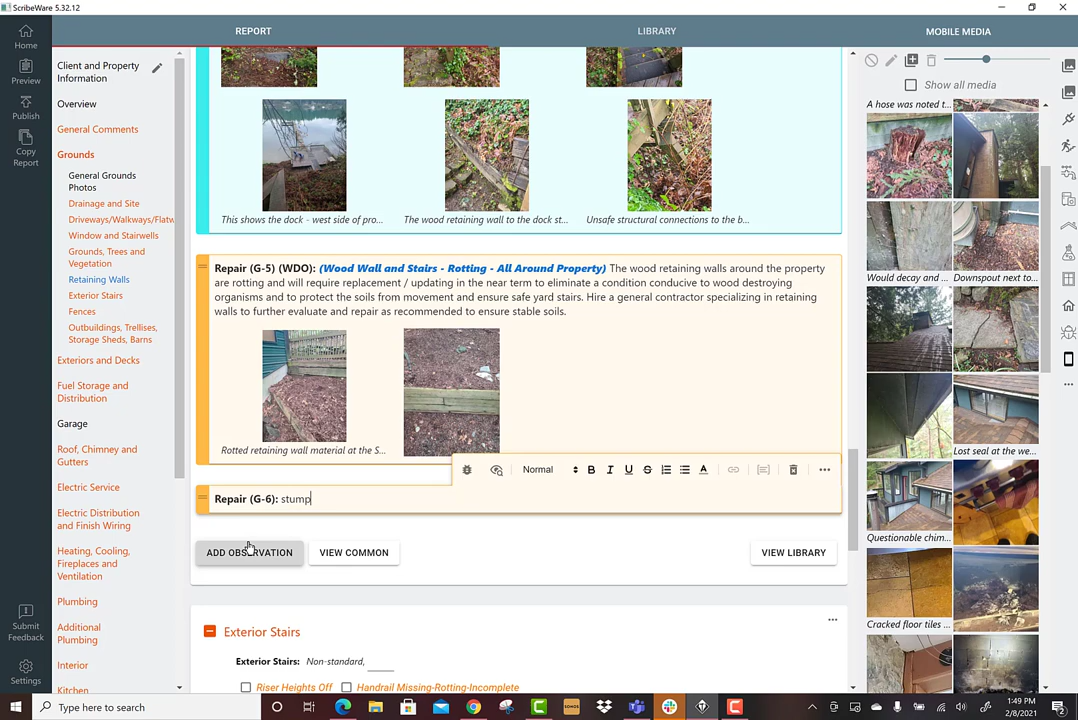 ScribeWare 5.32.12
REPORT
LIBRARY
MOBILE MEDIA
Home
Preview
Publish
Copy
Report
Submit
Feedback
Settings
Client and Property
Information
Overview
General Comments
Grounds
General Grounds
Photos
Drainage and Site
Driveways/Walkways/Flatw
Window and Stairwells
Grounds, Trees and
Vegetation
Retaining Walls
Exterior Stairs
Fences
Outbuildings, Trellises,
Storage Sheds, Barns
Exteriors and Decks
Fuel Storage and
Distribution
Garage
Roof, Chimney and
Gutters
Electric Service
Electric Distribution
and Finish Wiring
Heating, Cooling,
Fireplaces and
Ventilation
Plumbing
Additional
Plumbing
Interior
Kitchen
This shows the dock - west side of pro...
The wood retaining wall to the dock st...
Unsafe structural connections to the b...
Repair (G-5) (WDO): (Wood Wall and Stairs - Rotting - All Around Property) The wood retaining walls around the property
are rotting and will require replacement / updating in the near term to eliminate a condition conducive to wood destroying
organisms and to protect the soils from movement and ensure safe yard stairs. Hire a general contractor specializing in retaining
walls to further evaluate and repair as recommended to ensure stable soils.
Rotted retaining wall material at the S...
Normal
Repair (G-6): stump
ADD OBSERVATION
VIEW COMMON
VIEW LIBRARY
Exterior Stairs
Exterior Stairs: Non-standard,
Riser Heights Off
Handrail Missing-Rotting-Incomplete
Show all media
A hose was noted t...
Would decay and ...
Downspout next to...
Lost seal at the we...
Questionable chim...
Cracked floor tiles ...
Type here to search
SONOS
1:49 PM
2/8/2021
2